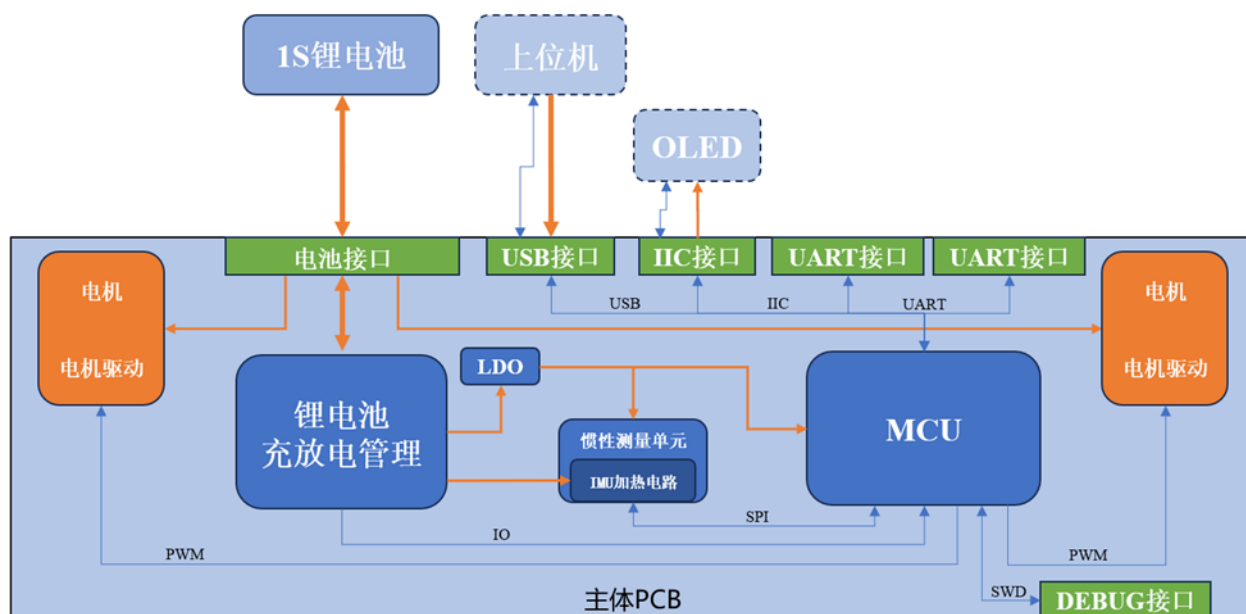 1S锂电池
上位机
OLED
电池接口
USB接口
IIC接口
UART接口
UART接口
电机
电机驱动
电机
电机驱动
USB
IIC
UART
LDO
锂电池
充放电管理
惯性测量单元
IMU加热电路
MCU
SPI
IO
PWM
PWM
SWD
DEBUG接口
主体PCB